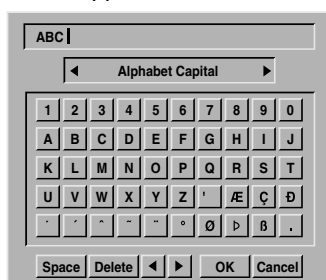 ABC
◀ Alphabet Capital ▶
1 2 3 4 5 6 7 8 9 0
A B C D E F G H I J
K L M N O P Q R S T
U V W X Y Z ' Æ Ç Ð
˙ ´ ˆ ~ ¨ ° Ø Þ ß .
Space Delete ◀ ▶ OK Cancel